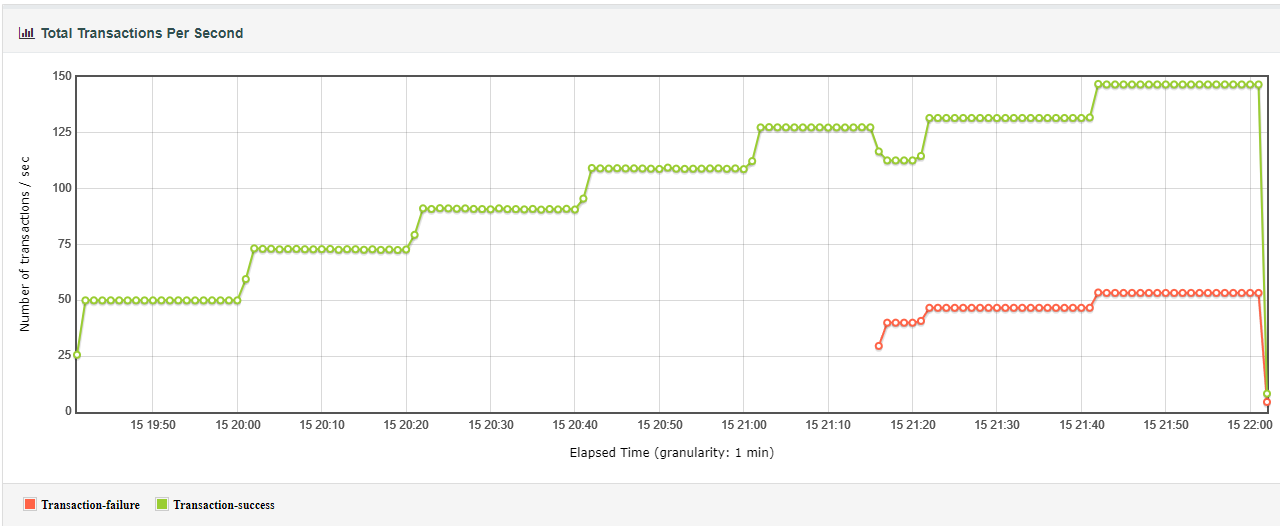 Total Transactions Per Second
Number of transactions / sec
150
125
100
75
50
25
0
15 19:50 15 20:00 15 20:10 15 20:20 15 20:30 15 20:40 15 20:50 15 21:00 15 21:10 15 21:20 15 21:30 15 21:40 15 21:50 15 22:00
Elapsed Time (granularity: 1 min)
Transaction-failure Transaction-success